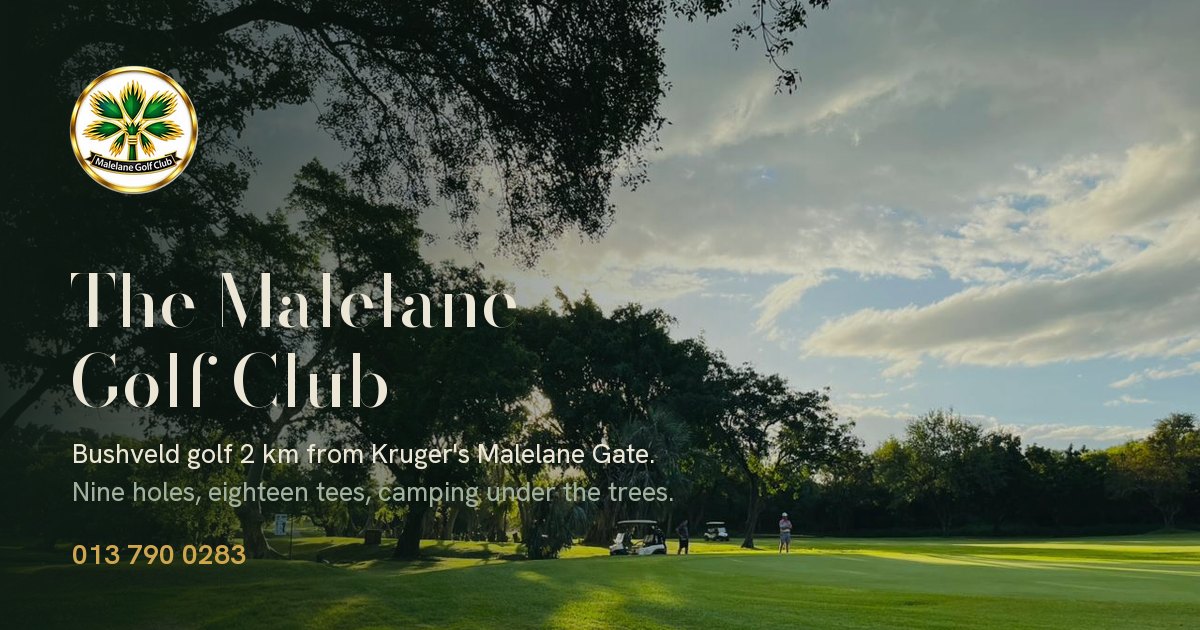 Malelane Golf Club
The Malelane
Golf Club
Bushveld golf 2 km from Kruger's Malelane Gate.
Nine holes, eighteen tees, camping under the trees.
013 790 0283